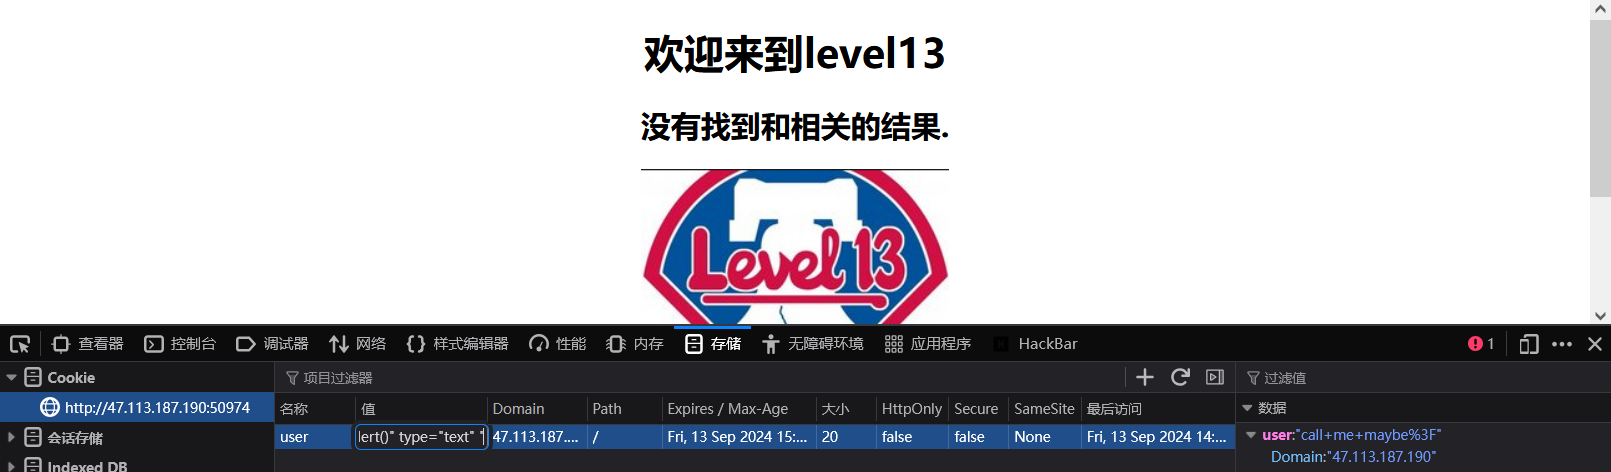 欢迎来到level13
没有找到和相关的结果.
Level 13
查看器 控制台 调试器 网络 样式编辑器 性能 内存 存储 无障碍环境 应用程序 HackBar 1
Cookie 项目过滤器 过滤值
http://47.113.187.190:50974 名称 值 Domain Path Expires / Max-Age 大小 HttpOnly Secure SameSite 最后访问 数据
会话存储 user lert()" type="text" " 47.113.187.... / Fri, 13 Sep 2024 15:... 20 false false None Fri, 13 Sep 2024 14:... user:"call+me+maybe%3F"
Indexed DB Domain:"47.113.187.190"